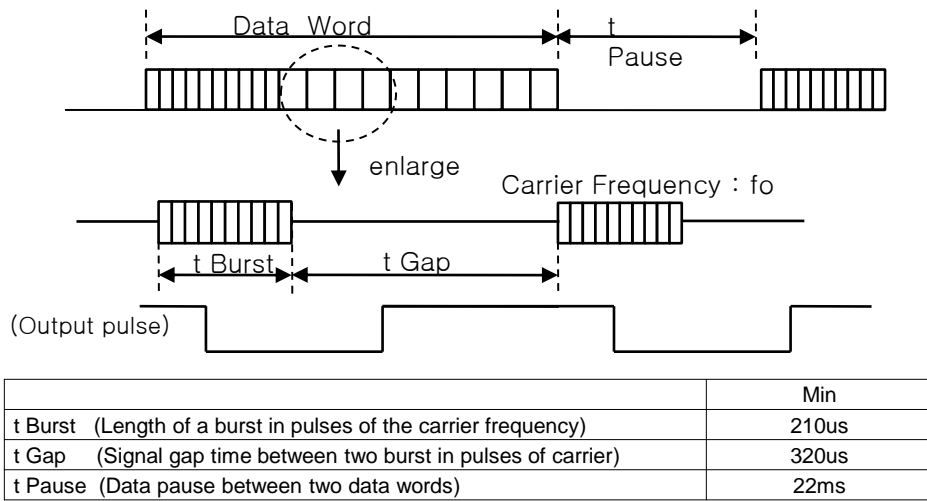 Data Word
t
Pause
enlarge
Carrier Frequency : fo
t Burst
t Gap
(Output pulse)
Min
t Burst (Length of a burst in pulses of the carrier frequency) 210us
t Gap (Signal gap time between two burst in pulses of carrier) 320us
t Pause (Data pause between two data words) 22ms